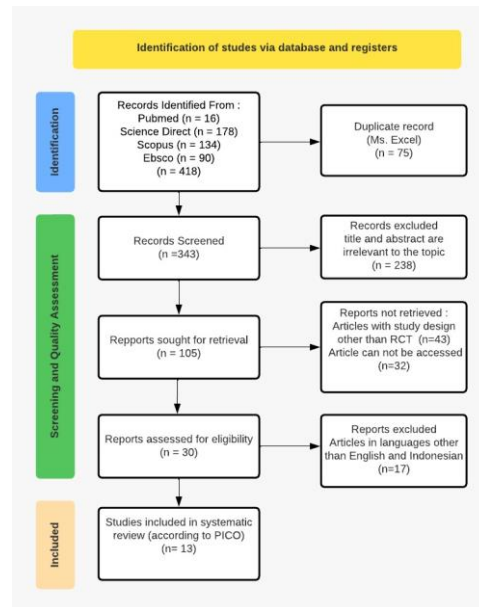 Identification of studes via database and registers
Identification
Records Identified From :
Pubmed (n = 16)
Science Direct (n = 178)
Scopus (n = 134)
Ebsco (n = 90)
(n = 418)
Duplicate record
(Ms. Excel)
(n = 75)
Screening and Quality Assessment
Records Screened
(n =343)
Records excluded
title and abstract are
irrelevant to the topic
(n = 238)
Repports sought for retrieval
(n = 105)
Reports not retrieved :
Articles with study design
other than RCT (n=43)
Article can not be accessed
(n=32)
Reports assessed for eligibility
(n = 30)
Reports excluded
Articles in languages other
than English and Indonesian
(n=17)
Included
Studies included in systematic
review (according to PICO)
(n= 13)